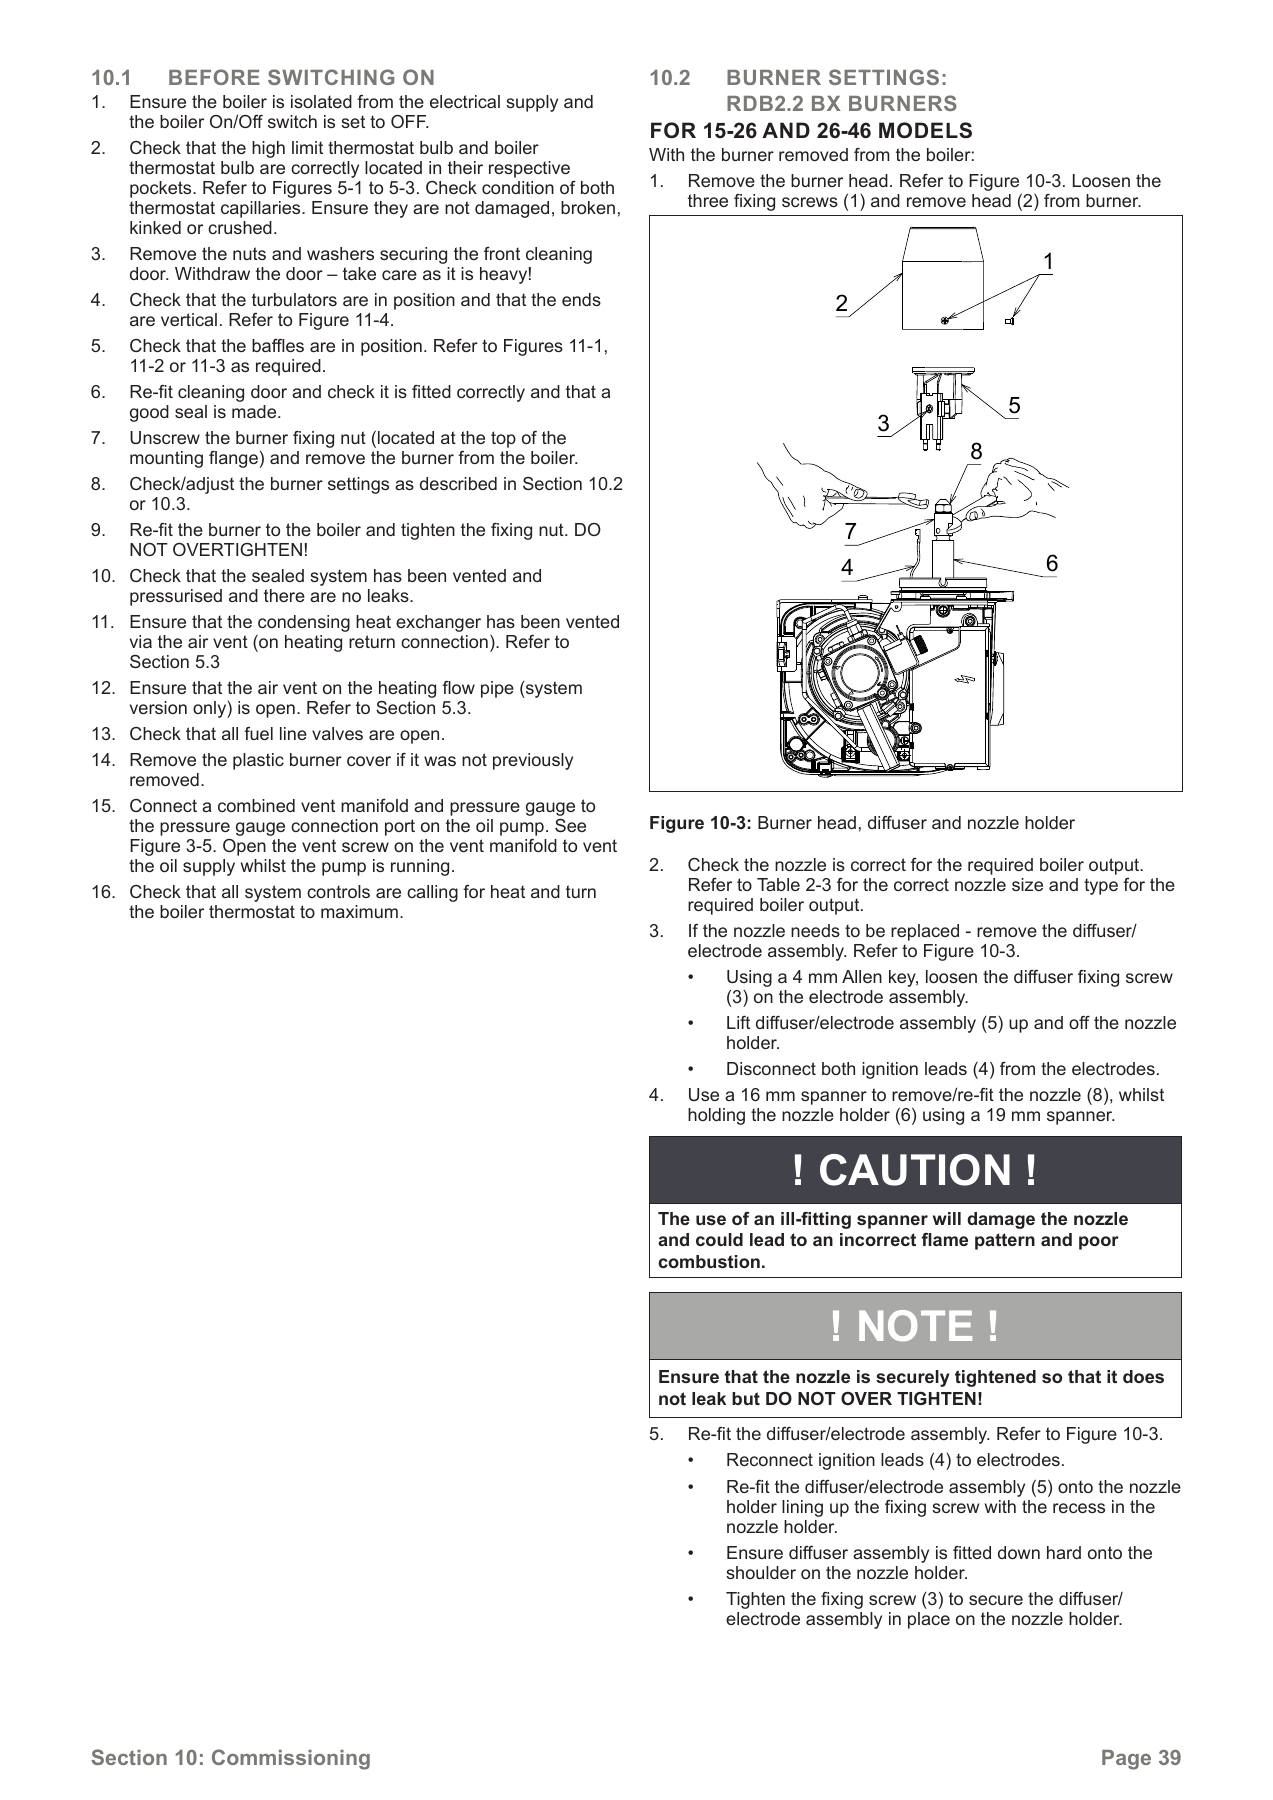 10.1 BEFORE SWITCHING ON
1. Ensure the boiler is isolated from the electrical supply and
the boiler On/Off switch is set to OFF.
2. Check that the high limit thermostat bulb and boiler
thermostat bulb are correctly located in their respective
pockets. Refer to Figures 5-1 to 5-3. Check condition of both
thermostat capillaries. Ensure they are not damaged, broken,
kinked or crushed.
3. Remove the nuts and washers securing the front cleaning
door. Withdraw the door – take care as it is heavy!
4. Check that the turbulators are in position and that the ends
are vertical. Refer to Figure 11-4.
5. Check that the baffles are in position. Refer to Figures 11-1,
11-2 or 11-3 as required.
6. Re-fit cleaning door and check it is fitted correctly and that a
good seal is made.
7. Unscrew the burner fixing nut (located at the top of the
mounting flange) and remove the burner from the boiler.
8. Check/adjust the burner settings as described in Section 10.2
or 10.3.
9. Re-fit the burner to the boiler and tighten the fixing nut. DO
NOT OVERTIGHTEN!
10. Check that the sealed system has been vented and
pressurised and there are no leaks.
11. Ensure that the condensing heat exchanger has been vented
via the air vent (on heating return connection). Refer to
Section 5.3
12. Ensure that the air vent on the heating flow pipe (system
version only) is open. Refer to Section 5.3.
13. Check that all fuel line valves are open.
14. Remove the plastic burner cover if it was not previously
removed.
15. Connect a combined vent manifold and pressure gauge to
the pressure gauge connection port on the oil pump. See
Figure 3-5. Open the vent screw on the vent manifold to vent
the oil supply whilst the pump is running.
16. Check that all system controls are calling for heat and turn
the boiler thermostat to maximum.
10.2 BURNER SETTINGS:
RDB2.2 BX BURNERS
FOR 15-26 AND 26-46 MODELS
With the burner removed from the boiler:
1. Remove the burner head. Refer to Figure 10-3. Loosen the
three fixing screws (1) and remove head (2) from burner.
1
2
5
3
8
7
4
6
Figure 10-3: Burner head, diffuser and nozzle holder
2. Check the nozzle is correct for the required boiler output.
Refer to Table 2-3 for the correct nozzle size and type for the
required boiler output.
3. If the nozzle needs to be replaced - remove the diffuser/
electrode assembly. Refer to Figure 10-3.
• Using a 4 mm Allen key, loosen the diffuser fixing screw
(3) on the electrode assembly.
• Lift diffuser/electrode assembly (5) up and off the nozzle
holder.
• Disconnect both ignition leads (4) from the electrodes.
4. Use a 16 mm spanner to remove/re-fit the nozzle (8), whilst
holding the nozzle holder (6) using a 19 mm spanner.
! CAUTION !
The use of an ill-fitting spanner will damage the nozzle
and could lead to an incorrect flame pattern and poor
combustion.
! NOTE !
Ensure that the nozzle is securely tightened so that it does
not leak but DO NOT OVER TIGHTEN!
5. Re-fit the diffuser/electrode assembly. Refer to Figure 10-3.
• Reconnect ignition leads (4) to electrodes.
• Re-fit the diffuser/electrode assembly (5) onto the nozzle
holder lining up the fixing screw with the recess in the
nozzle holder.
• Ensure diffuser assembly is fitted down hard onto the
shoulder on the nozzle holder.
• Tighten the fixing screw (3) to secure the diffuser/
electrode assembly in place on the nozzle holder.
Section 10: Commissioning
Page 39